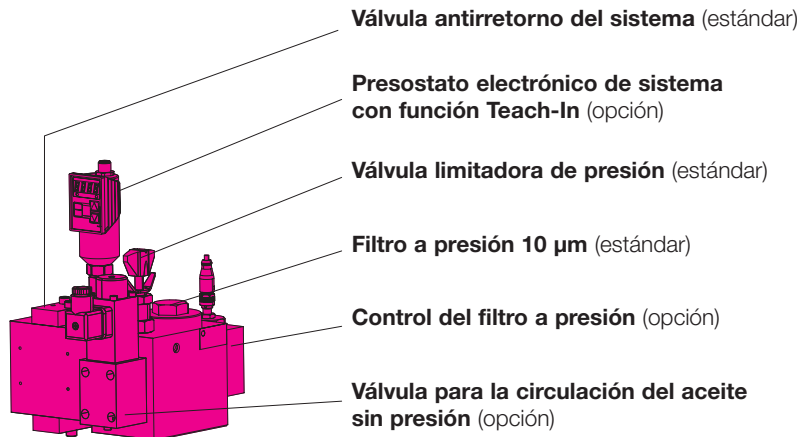 Válvula antirretorno del sistema (estándar)
Presostato electrónico de sistema
con función Teach-In (opción)
Válvula limitadora de presión (estándar)
Filtro a presión 10 µm (estándar)
Control del filtro a presión (opción)
Válvula para la circulación del aceite
sin presión (opción)